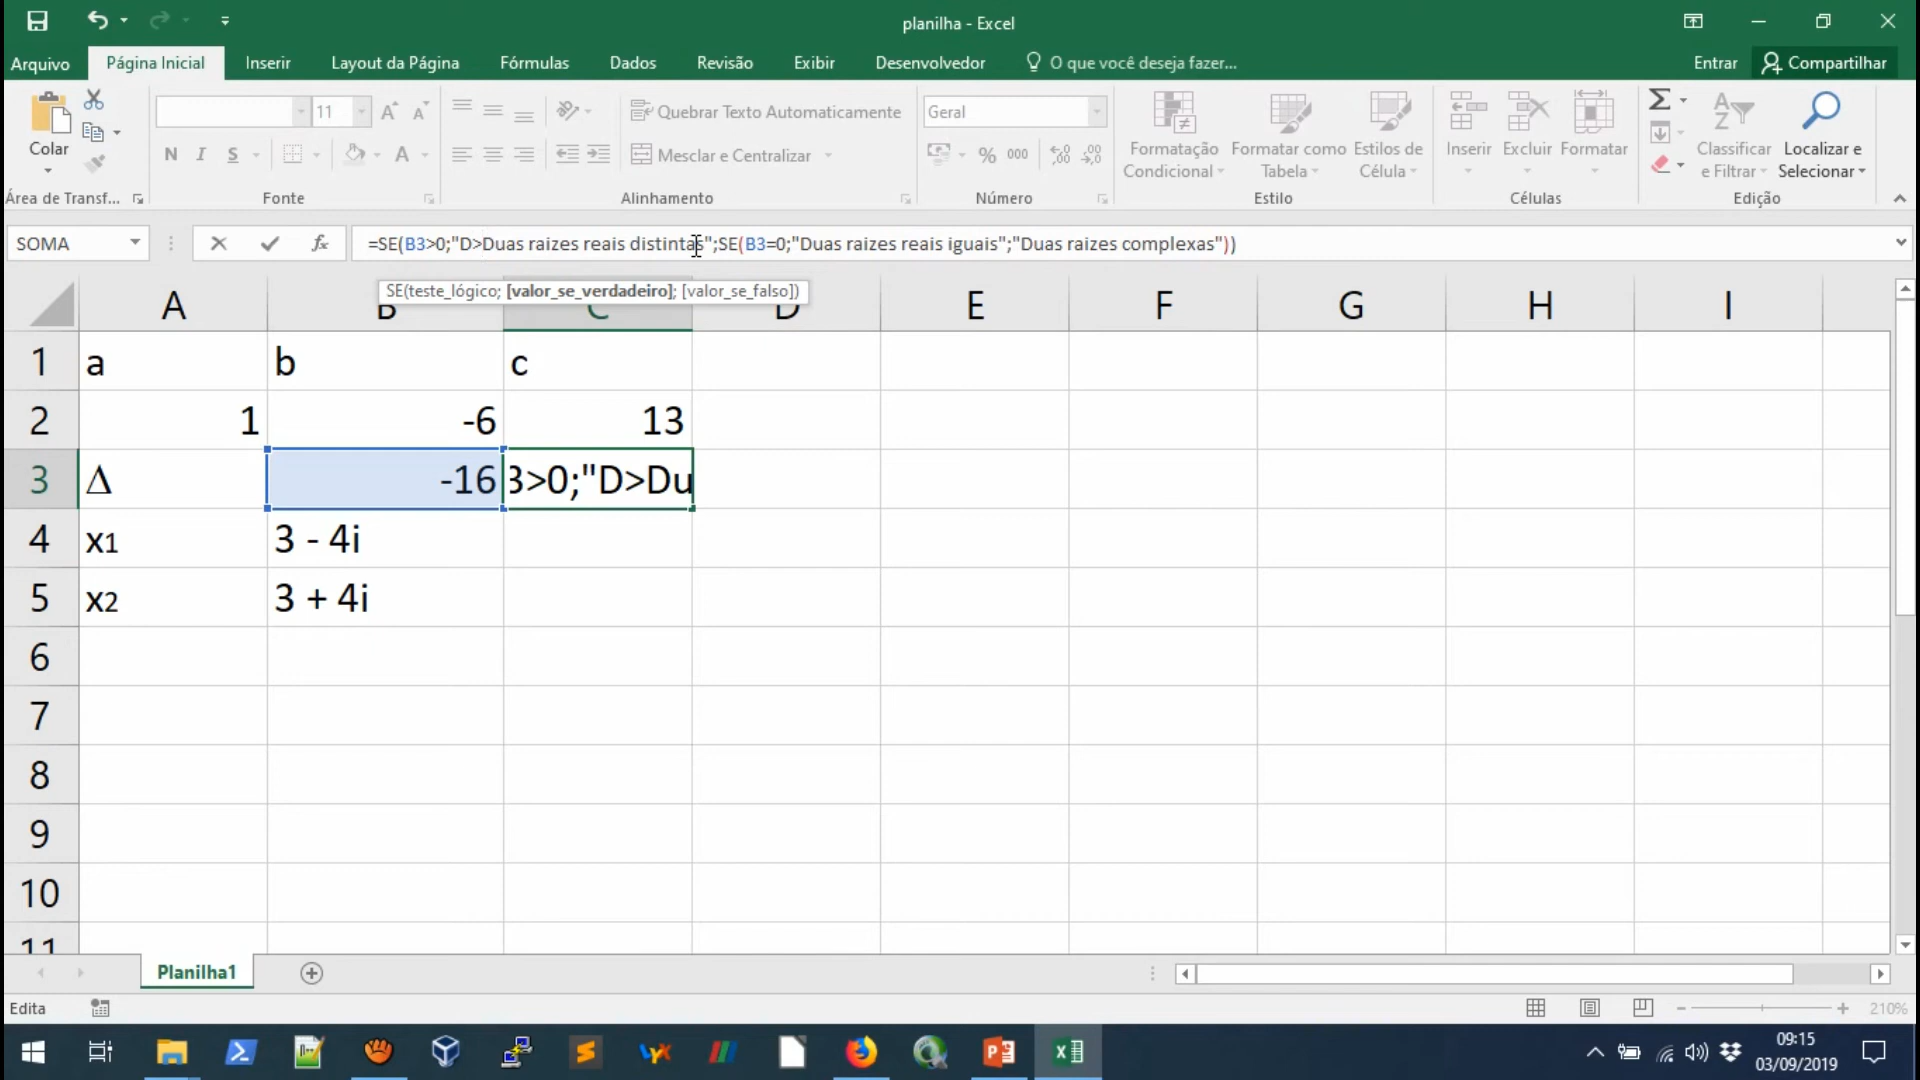 planilha - Excel
Arquivo Página Inicial Inserir Layout da Página Fórmulas Dados Revisão Exibir Desenvolvedor O que você deseja fazer... Entrar Compartilhar
11 Quebrar Texto Automaticamente Geral
Colar N I S A Mesclar e Centralizar % 000 Formatação Condicional Formatar como Tabela Estilos de Célula Inserir Excluir Formatar Classificar e Filtrar Localizar e Selecionar
Área de Transf... Fonte Alinhamento Número Estilo Células Edição
SOMA fx =SE(B3>0;"D>Duas raizes reais distintas";SE(B3=0;"Duas raizes reais iguais";"Duas raizes complexas"))
SE(teste_lógico; [valor_se_verdadeiro]; [valor_se_falso])
A B C D E F G H I
1 a b c
2 1 -6 13
3 Δ -16 3>0;"D>Du
4 x1 3 - 4i
5 x2 3 + 4i
6
7
8
9
10
11
Planilha1
Edita 210%
09:15
03/09/2019